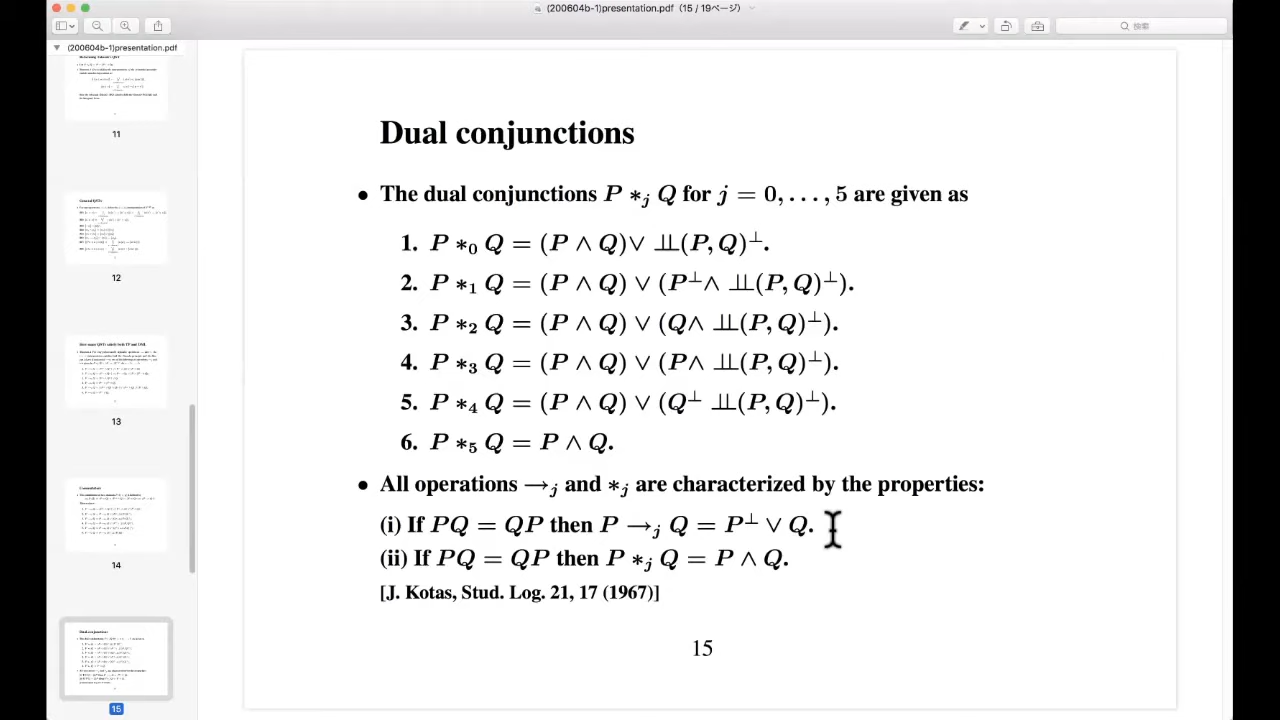 (200604b-1)presentation.pdf (15 / 19ページ)
検索
(200604b-1)presentation.pdf
11
12
13
14
15
Dual conjunctions
• The dual conjunctions P ∗₀ⱼ Q for j = 0, . . . , 5 are given as
1. P ∗₀ Q = (P ∧ Q)∨ ⫫(P, Q)⊥.
2. P ∗₁ Q = (P ∧ Q) ∨ (P⊥∧ ⫫(P, Q)⊥).
3. P ∗₂ Q = (P ∧ Q) ∨ (Q∧ ⫫(P, Q)⊥).
4. P ∗₃ Q = (P ∧ Q) ∨ (P∧ ⫫(P, Q)⊥).
5. P ∗₄ Q = (P ∧ Q) ∨ (Q⊥ ⫫(P, Q)⊥).
6. P ∗₅ Q = P ∧ Q.
• All operations →ⱼ and ∗ⱼ are characterized by the properties:
(i) If PQ = QP then P →ⱼ Q = P⊥ ∨ Q.
(ii) If PQ = QP then P ∗ⱼ Q = P ∧ Q.
[J. Kotas, Stud. Log. 21, 17 (1967)]
15